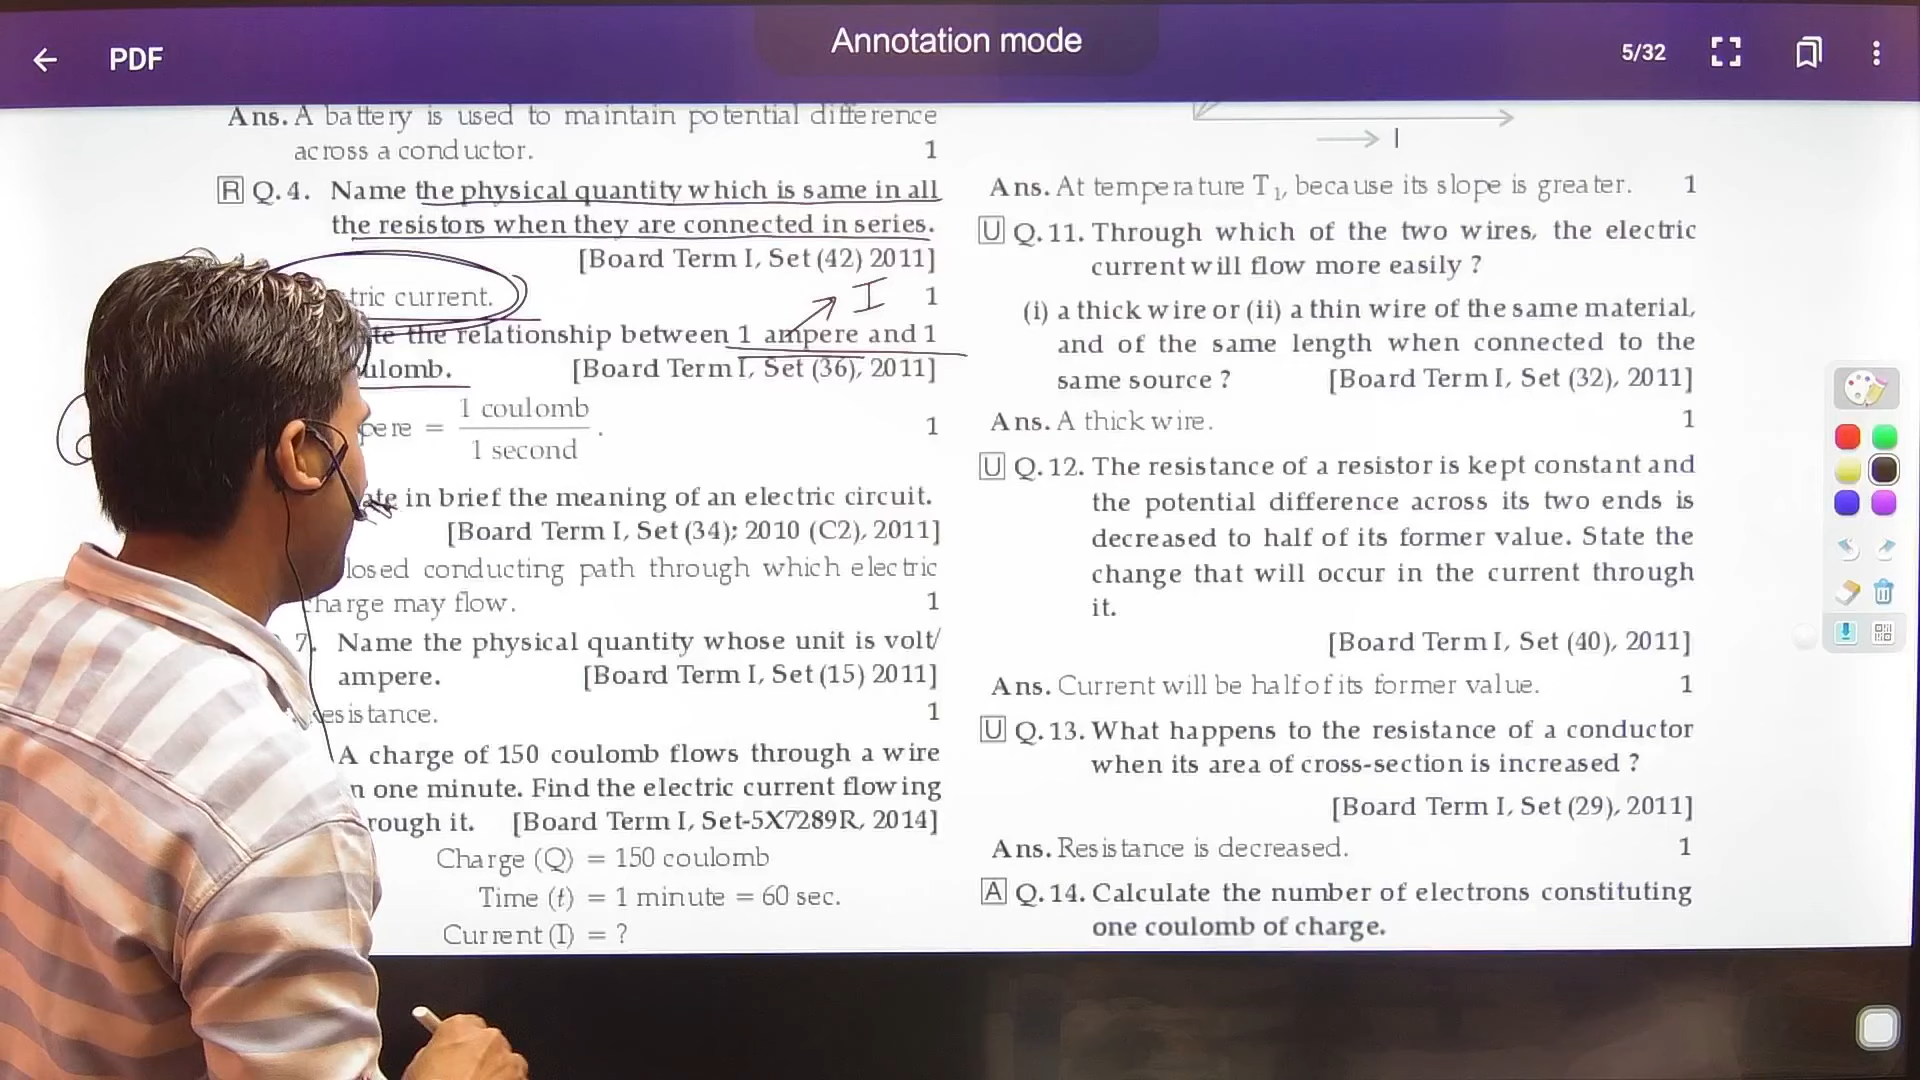 PDF
Annotation mode
5/32
Ans. A battery is used to maintain potential difference
across a conductor. 1
R Q. 4. Name the physical quantity which is same in all
the resistors when they are connected in series.
[Board Term I, Set (42) 2011]
tric current. 1
I
te the relationship between 1 ampere and 1
ulomb. [Board Term I, Set (36), 2011]
pere = 1 coulomb
1 second . 1
ate in brief the meaning of an electric circuit.
[Board Term I, Set (34); 2010 (C2), 2011]
losed conducting path through which electric
charge may flow. 1
7. Name the physical quantity whose unit is volt/
ampere. [Board Term I, Set (15) 2011]
esistance. 1
A charge of 150 coulomb flows through a wire
n one minute. Find the electric current flowing
rough it. [Board Term I, Set-5X7289R, 2014]
Charge (Q) = 150 coulomb
Time (t) = 1 minute = 60 sec.
Current (I) = ?
I
Ans. At temperature T₁, because its slope is greater. 1
U Q. 11. Through which of the two wires, the electric
current will flow more easily ?
(i) a thick wire or (ii) a thin wire of the same material,
and of the same length when connected to the
same source ? [Board Term I, Set (32), 2011]
Ans. A thick wire. 1
U Q. 12. The resistance of a resistor is kept constant and
the potential difference across its two ends is
decreased to half of its former value. State the
change that will occur in the current through
it.
[Board Term I, Set (40), 2011]
Ans. Current will be half of its former value. 1
U Q. 13. What happens to the resistance of a conductor
when its area of cross-section is increased ?
[Board Term I, Set (29), 2011]
Ans. Resistance is decreased. 1
A Q. 14. Calculate the number of electrons constituting
one coulomb of charge.